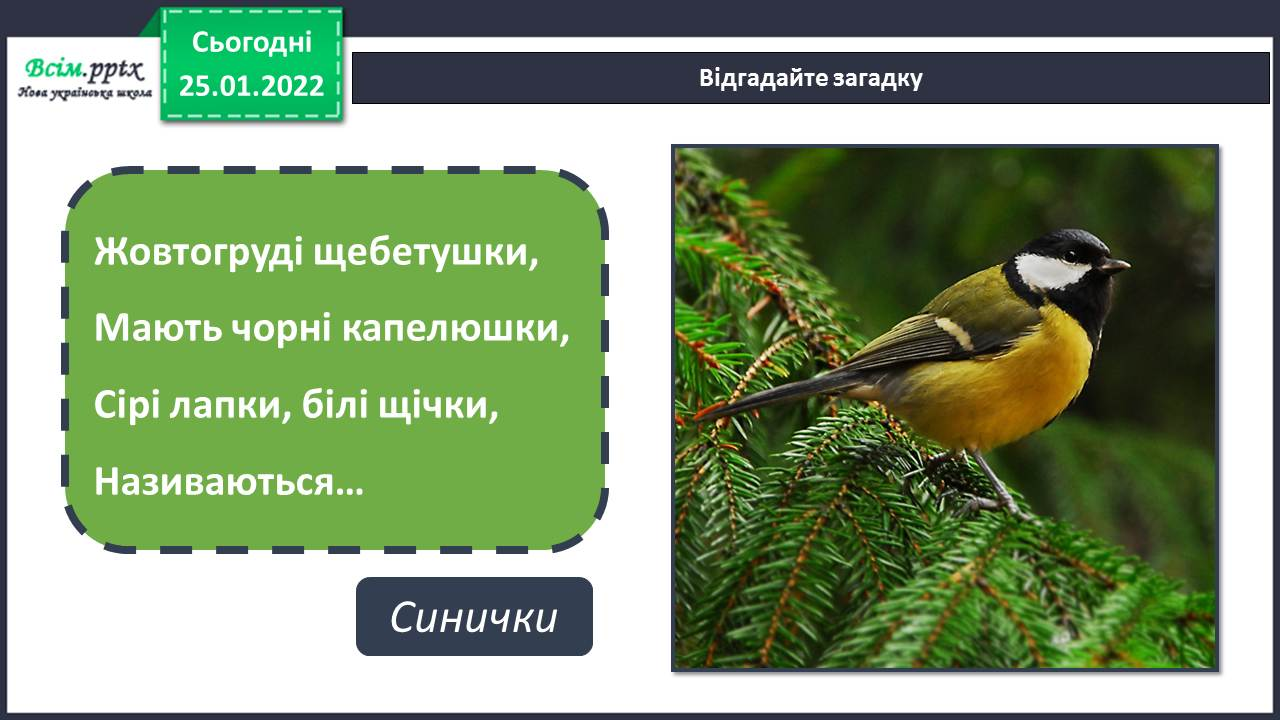 Сьогодні
25.01.2022
Всім.pptx
Нова українська школа
Відгадайте загадку
Жовтогруді щебетушки,
Мають чорні капелюшки,
Сірі лапки, білі щічки,
Називаються...
Синички